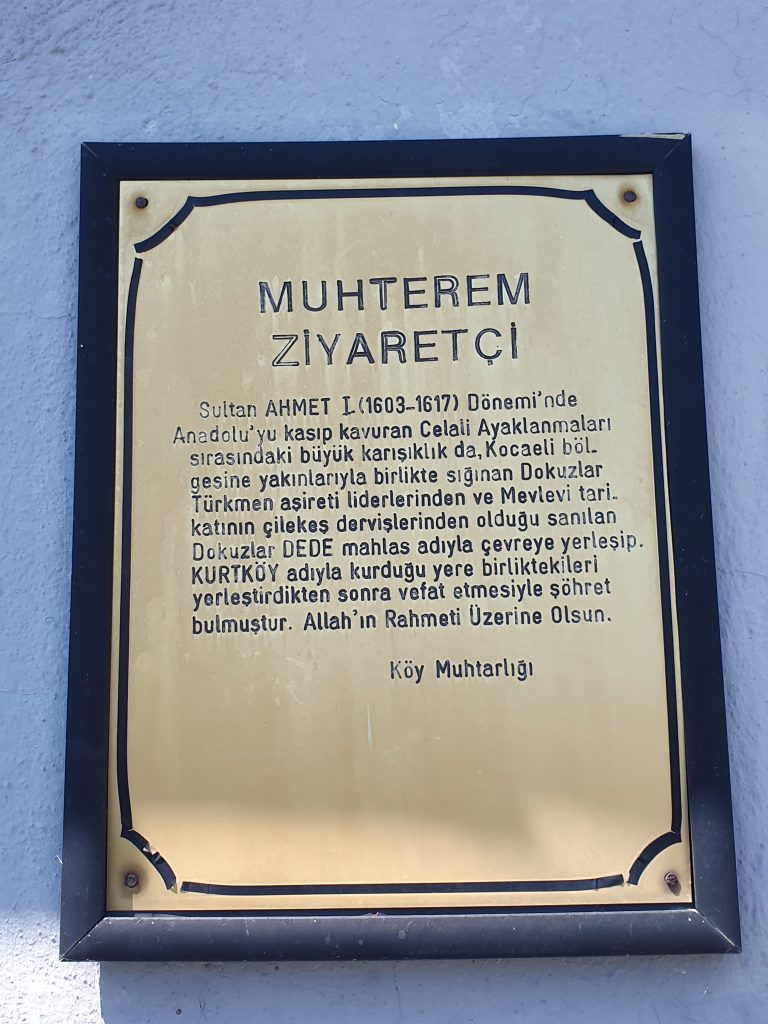 MUHTEREM
ZİYARETÇİ
Sultan AHMET I.(1603-1617) Dönemi'nde
Anadolu'yu kasıp kavuran Celali Ayaklanmaları
sırasındaki büyük karışıklık da, Kocaeli böl-
gesine yakınlarıyla birlikte sığınan Dokuzlar
Türkmen aşireti liderlerinden ve Mevlevi tari-
katının çilekeş dervişlerinden olduğu sanılan
Dokuzlar DEDE mahlas adıyla çevreye yerleşip.
KURTKÖY adıyla kurduğu yere birliktekileri
yerleştirdikten sonra vefat etmesiyle şöhret
bulmuştur. Allah'ın Rahmeti Üzerine Olsun.
Köy Muhtarlığı